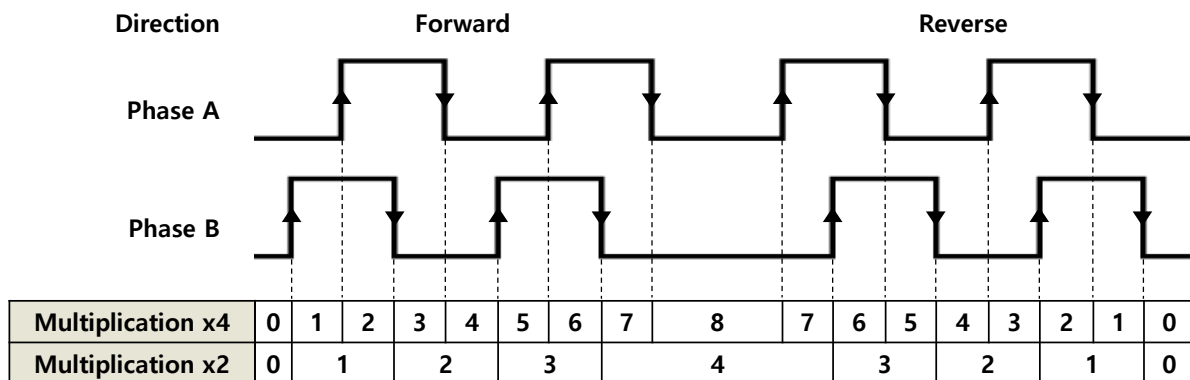 Direction Forward Reverse
Phase A
Phase B
Multiplication x4 0 1 2 3 4 5 6 7 8 7 6 5 4 3 2 1 0
Multiplication x2 0 1 2 3 4 3 2 1 0